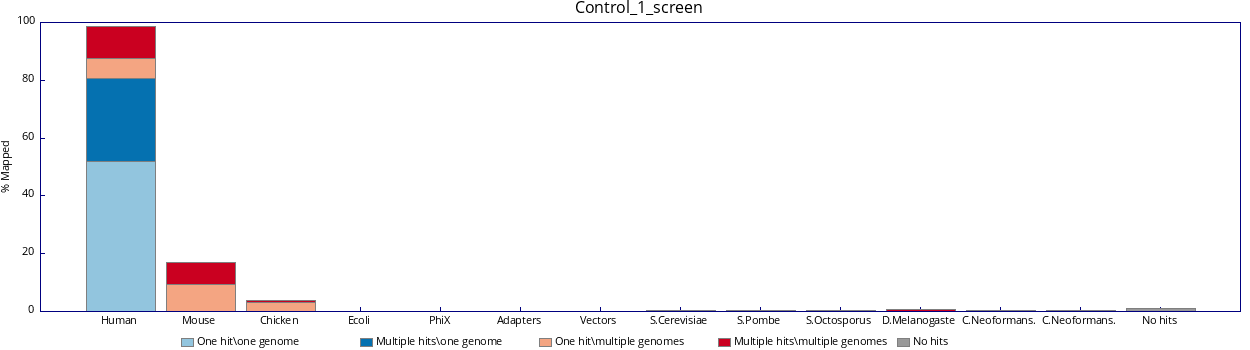 Control_1_screen
100
80
60
40
20
0
% Mapped
Human Mouse Chicken Ecoli PhiX Adapters Vectors S.Cerevisiae S.Pombe S.Octosporus D.Melanogaste C.Neoformans. C.Neoformans. No hits
One hit\one genome Multiple hits\one genome One hit\multiple genomes Multiple hits\multiple genomes No hits